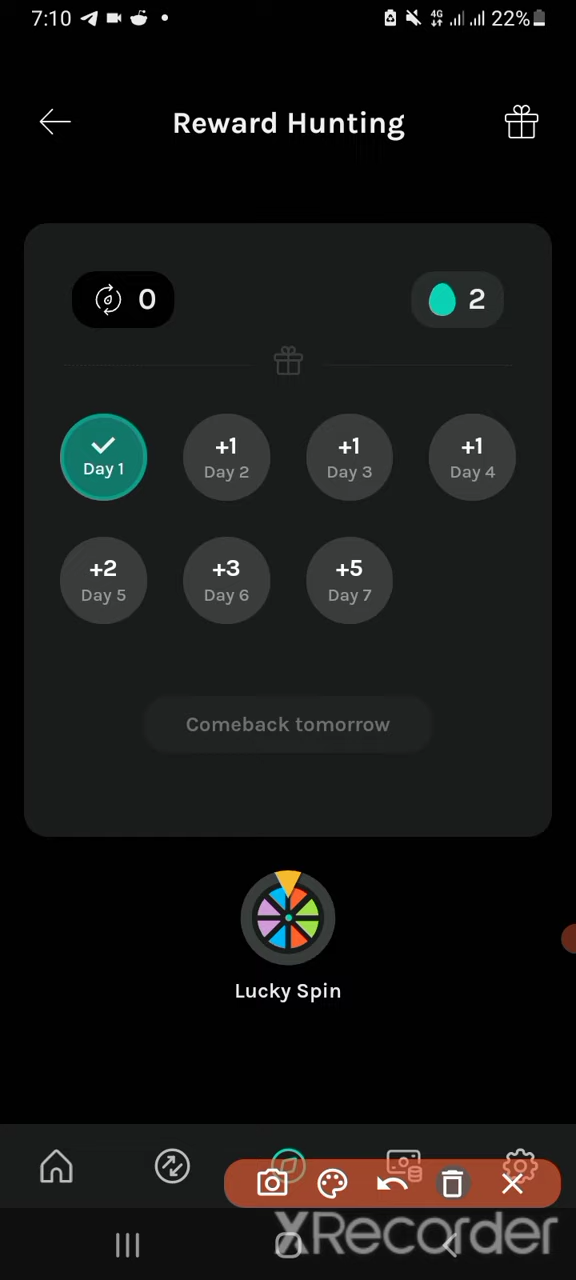 7:10 4G 22%
Reward Hunting
0 2
Day 1
+1 +1 +1
Day 2 Day 3 Day 4
+2 +3 +5
Day 5 Day 6 Day 7
Comeback tomorrow
Lucky Spin
XRecorder